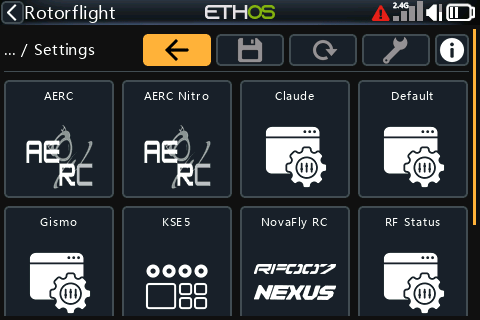 Rotorflight
ETHOS
2.4G
... / Settings
AERC
AERC Nitro
Claude
Default
AE RC
AE RC
Gismo
KSE5
NovaFly RC
RF Status
RF007
NEXUS